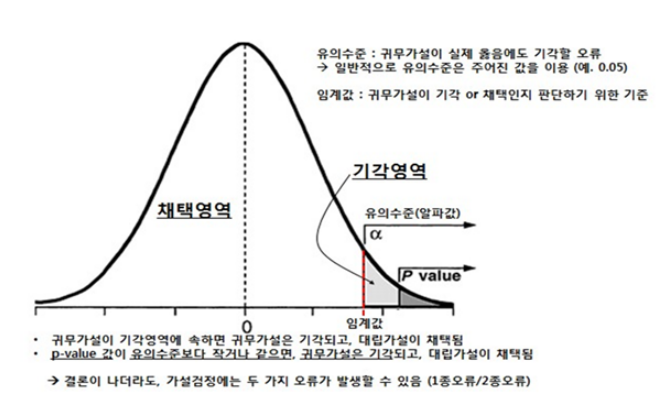 유의수준 : 귀무가설이 실제 옳음에도 기각할 오류
→ 일반적으로 유의수준은 주어진 값을 이용 (예. 0.05)
임계값 : 귀무가설이 기각 or 채택인지 판단하기 위한 기준
기각영역
채택영역
유의수준(알파값)
α
P value
0
임계값
• 귀무가설이 기각영역에 속하면 귀무가설은 기각되고, 대립가설이 채택됨
• p-value 값이 유의수준보다 작거나 같으면, 귀무가설은 기각되고, 대립가설이 채택됨
→ 결론이 나더라도, 가설검정에는 두 가지 오류가 발생할 수 있음 (1종오류/2종오류)